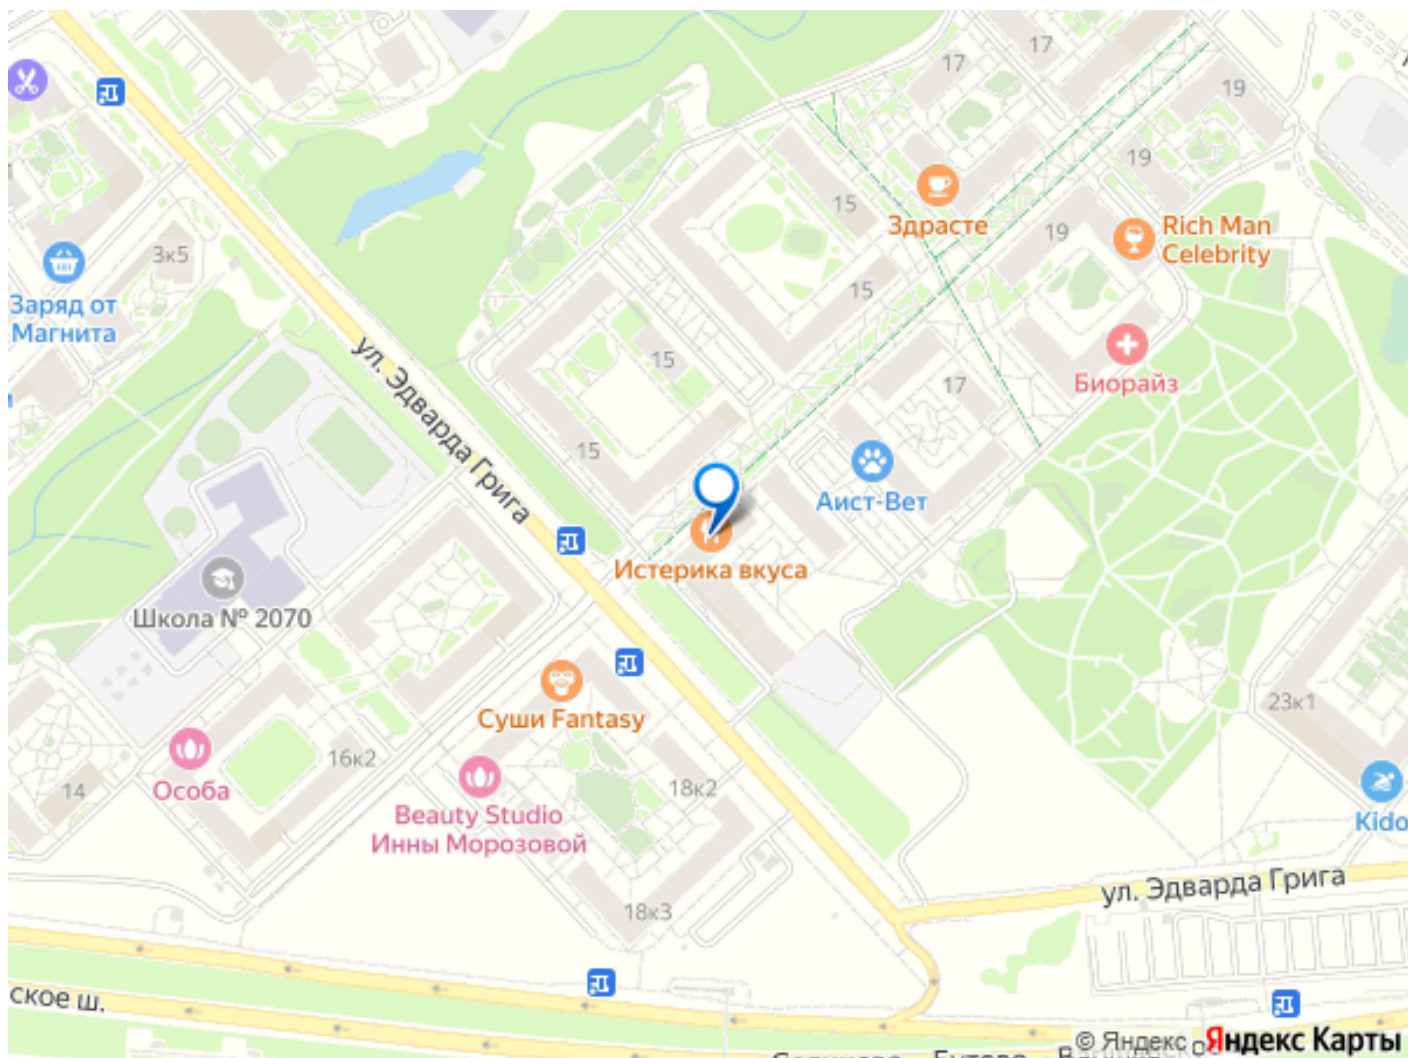 17
17
19
19
15
Здрасте
19
Rich Man
Celebrity
3к5
Заряд от
Магнита
15
ул. Эдварда Грига
15
Биорайз
17
15
Аист-Вет
Истерика вкуса
Школа № 2070
Суши Fantasy
23к1
16к2
Особа
14
18к2
Beauty Studio
Инны Морозовой
Kido
ул. Эдварда Грига
18к3
ское ш.
© Яндекс
Яндекс Карты